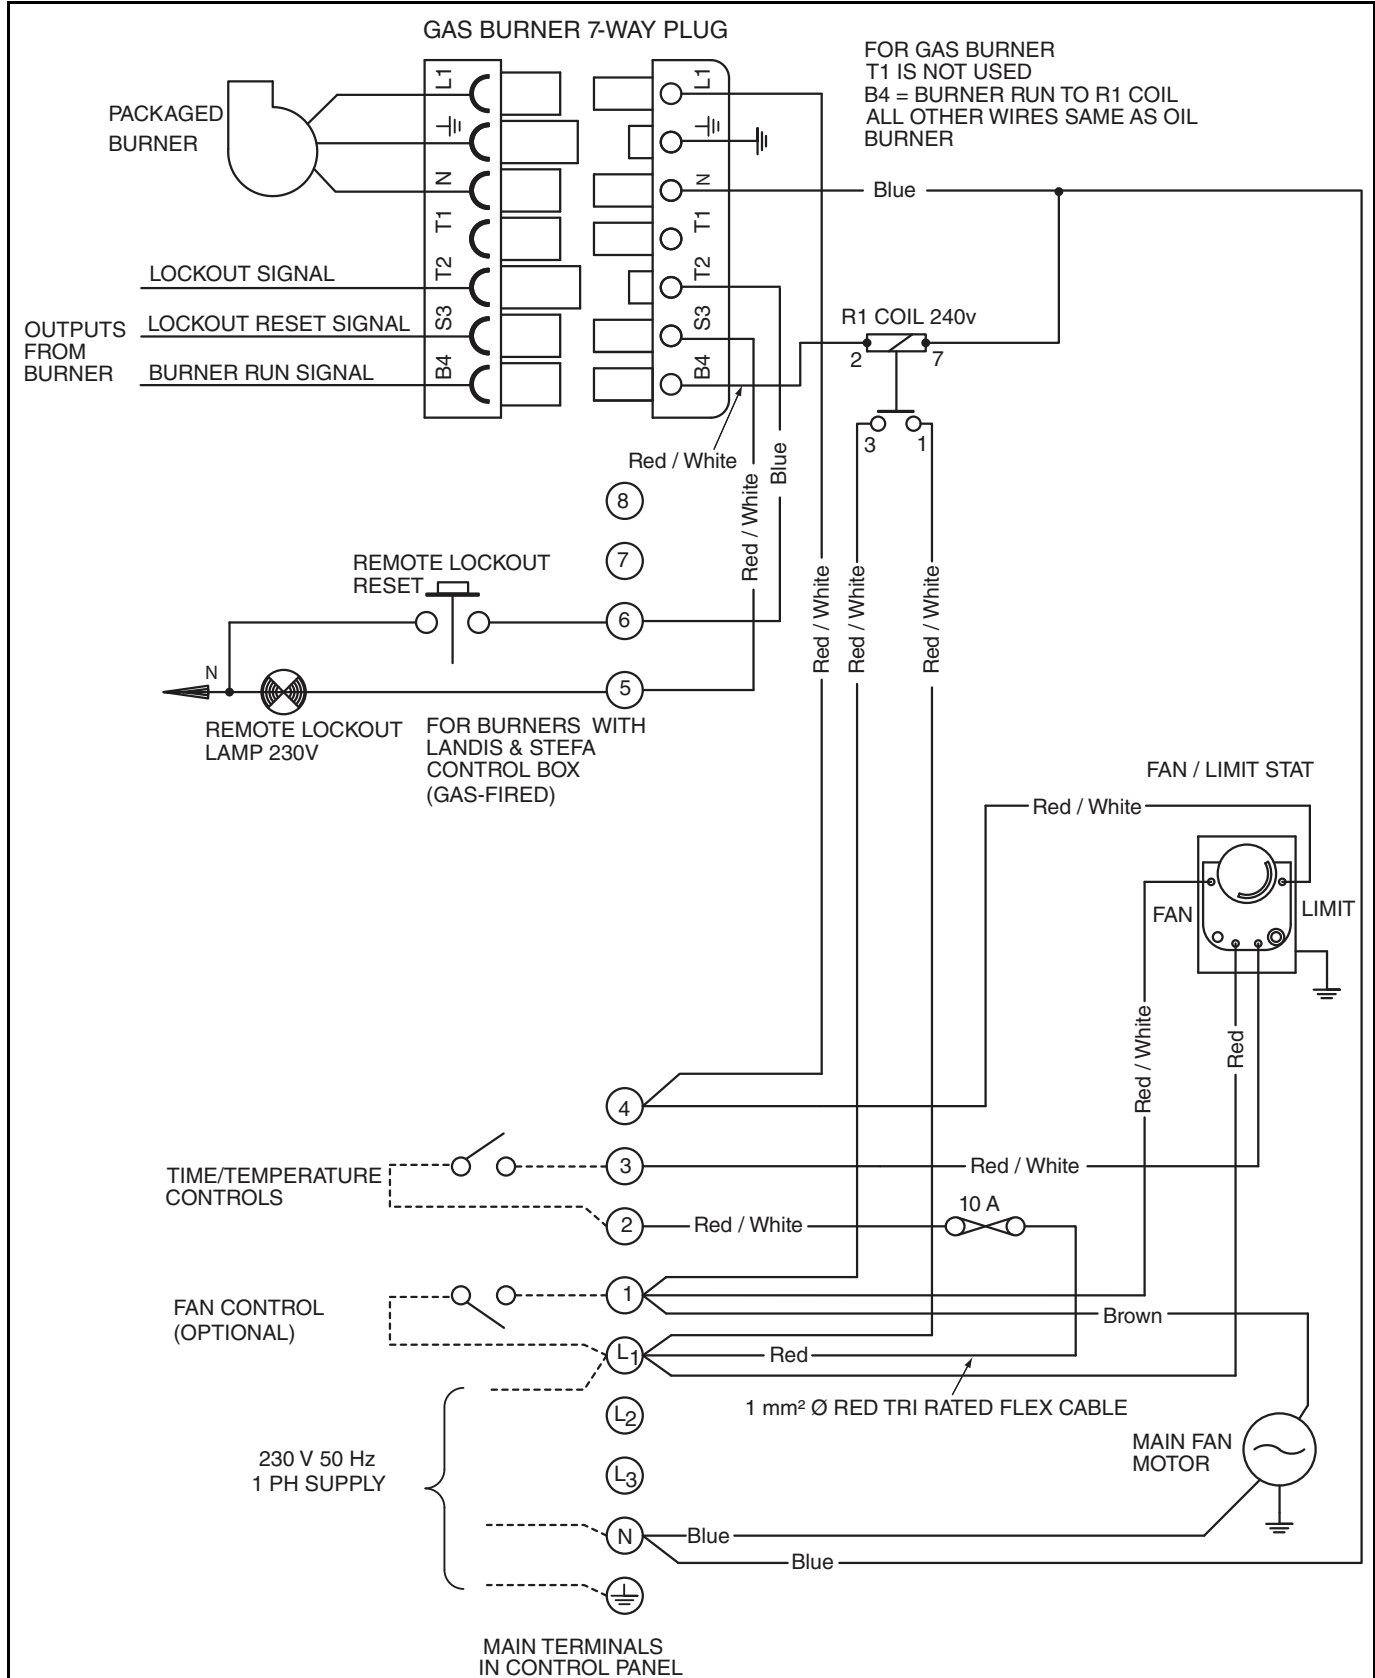 GAS BURNER 7-WAY PLUG
FOR GAS BURNER
T1 IS NOT USED
B4 = BURNER RUN TO R1 COIL
ALL OTHER WIRES SAME AS OIL
BURNER
PACKAGED
BURNER
L1
N
T1
T2
S3
B4
L1
N
T1
T2
S3
B4
Blue
LOCKOUT SIGNAL
LOCKOUT RESET SIGNAL
BURNER RUN SIGNAL
OUTPUTS
FROM
BURNER
R1 COIL 240v
2
7
3
1
Red / White
Red / White
Blue
Red / White
Red / White
Red / White
8
7
6
5
REMOTE LOCKOUT
RESET
N
REMOTE LOCKOUT
LAMP 230V
FOR BURNERS WITH
LANDIS & STEFA
CONTROL BOX
(GAS-FIRED)
FAN / LIMIT STAT
Red / White
FAN
LIMIT
Red / White
Red
4
3
Red / White
TIME/TEMPERATURE
CONTROLS
2
Red / White
10 A
1
FAN CONTROL
(OPTIONAL)
Brown
L1
Red
1 mm² Ø RED TRI RATED FLEX CABLE
L2
L3
230 V 50 Hz
1 PH SUPPLY
MAIN FAN
MOTOR
N
Blue
Blue
MAIN TERMINALS
IN CONTROL PANEL